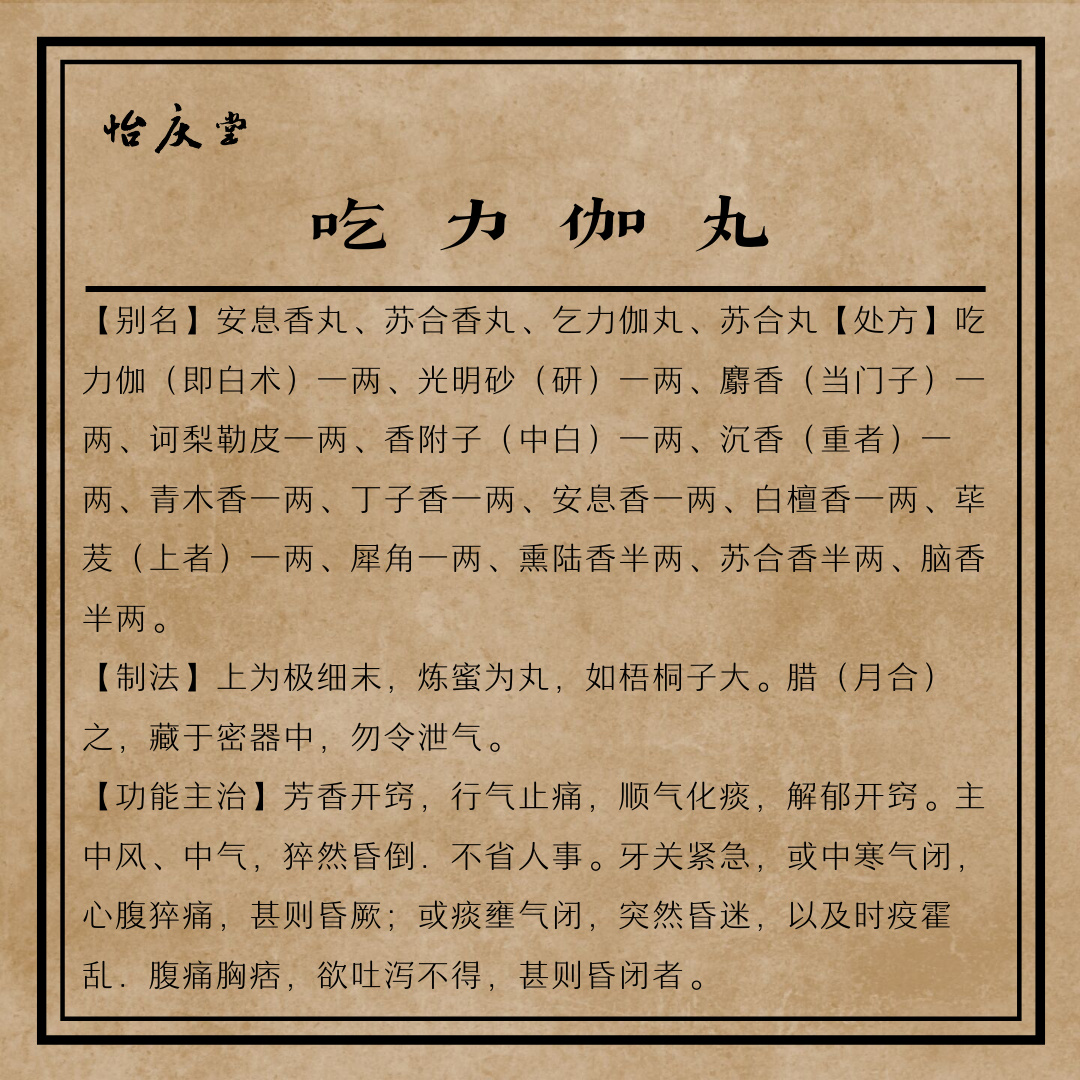 怡庆堂
吃力伽丸
【别名】安息香丸、苏合香丸、乞力伽丸、苏合丸【处方】吃
力伽（即白术）一两、光明砂（研）一两、麝香（当门子）一
两、诃梨勒皮一两、香附子（中白）一两、沉香（重者）一
两、青木香一两、丁子香一两、安息香一两、白檀香一两、荜
茇（上者）一两、犀角一两、熏陆香半两、苏合香半两、脑香
半两。
【制法】上为极细末，炼蜜为丸，如梧桐子大。腊（月合）
之，藏于密器中，勿令泄气。
【功能主治】芳香开窍，行气止痛，顺气化痰，解郁开窍。主
中风、中气，猝然昏倒．不省人事。牙关紧急，或中寒气闭，
心腹猝痛，甚则昏厥；或痰壅气闭，突然昏迷，以及时疫霍
乱．腹痛胸痞，欲吐泻不得，甚则昏闭者。